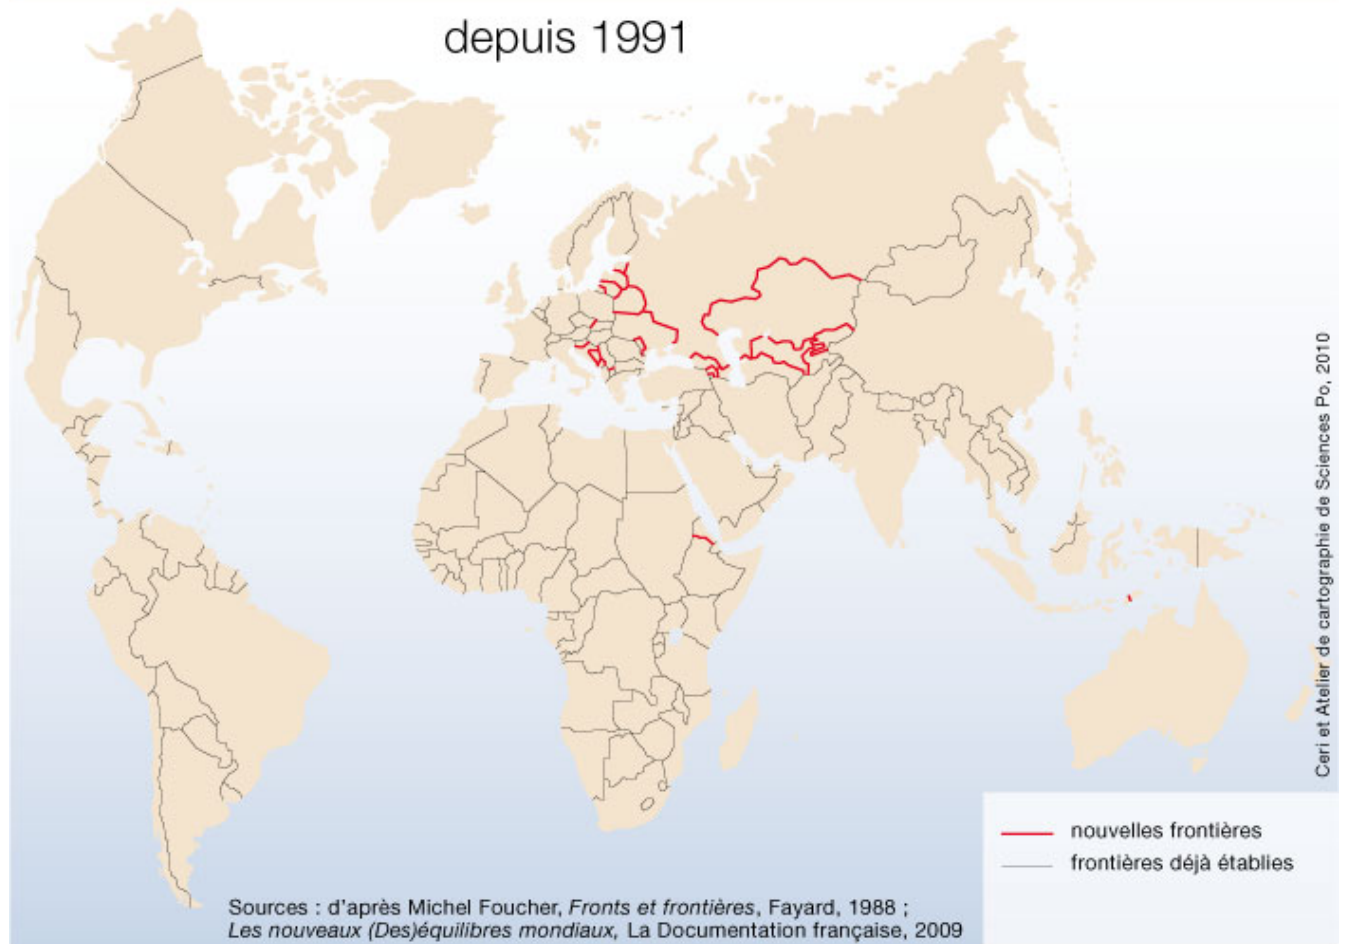 depuis 1991
Ceri et Atelier de cartographie de Sciences Po, 2010
nouvelles frontières
frontières déjà établies
Sources : d'après Michel Foucher, Fronts et frontières, Fayard, 1988 ;
Les nouveaux (Des)équilibres mondiaux, La Documentation française, 2009